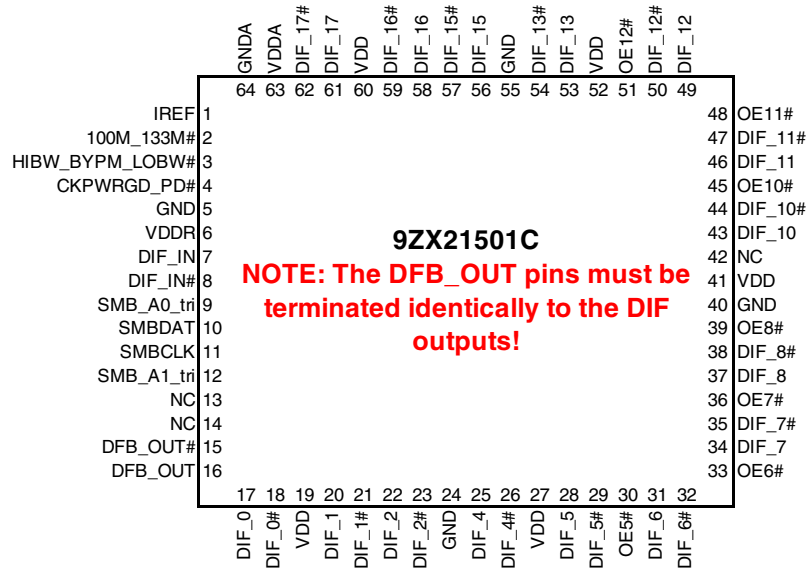 GNDA VDDA DIF_17# DIF_17 VDD DIF_16# DIF_16 DIF_15# DIF_15 GND DIF_13# DIF_13 VDD OE12# DIF_12# DIF_12
64 63 62 61 60 59 58 57 56 55 54 53 52 51 50 49
IREF 1
100M_133M# 2
HIBW_BYPM_LOBW# 3
CKPWRGD_PD# 4
GND 5
VDDR 6
DIF_IN 7
DIF_IN# 8
SMB_A0_tri 9
SMBDAT 10
SMBCLK 11
SMB_A1_tri 12
NC 13
NC 14
DFB_OUT# 15
DFB_OUT 16
9ZX21501C
NOTE: The DFB_OUT pins must be
terminated identically to the DIF
outputs!
48 OE11#
47 DIF_11#
46 DIF_11
45 OE10#
44 DIF_10#
43 DIF_10
42 NC
41 VDD
40 GND
39 OE8#
38 DIF_8#
37 DIF_8
36 OE7#
35 DIF_7#
34 DIF_7
33 OE6#
17 18 19 20 21 22 23 24 25 26 27 28 29 30 31 32
DIF_0 DIF_0# VDD DIF_1 DIF_1# DIF_2 DIF_2# GND DIF_4 DIF_4# VDD DIF_5 DIF_5# OE5# DIF_6 DIF_6#